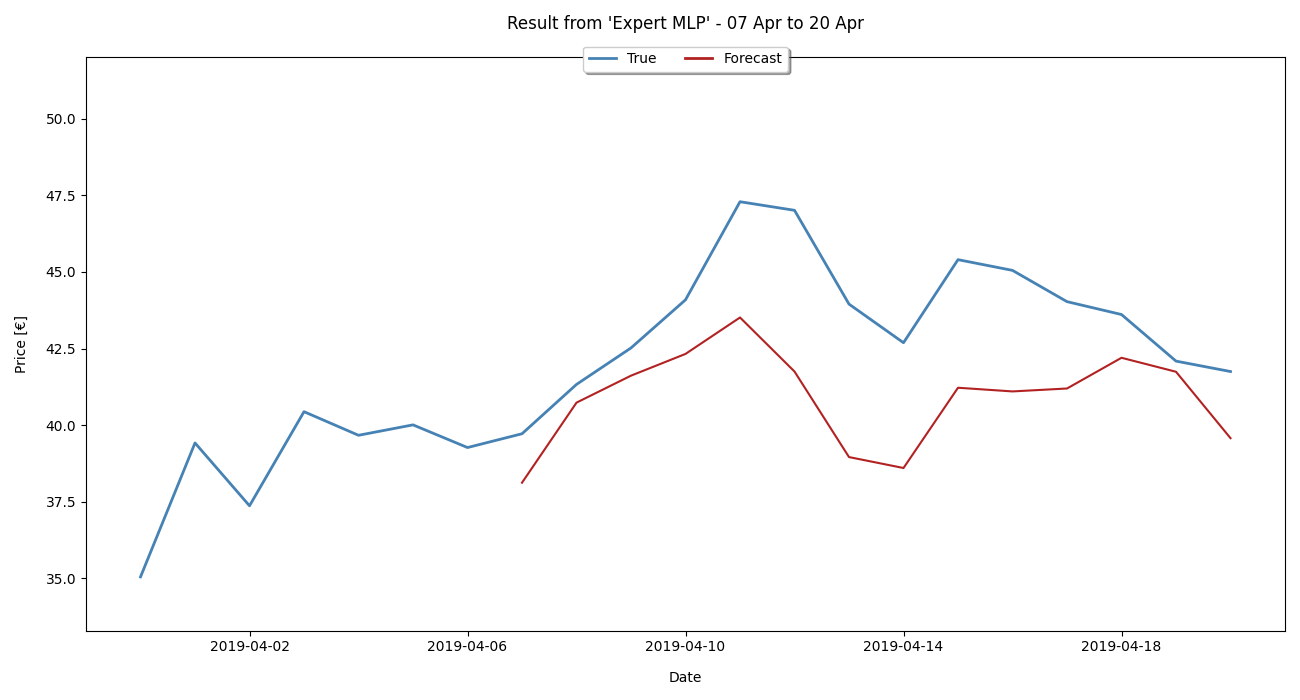 Result from 'Expert MLP' - 07 Apr to 20 Apr
True Forecast
50.0
47.5
45.0
42.5
40.0
37.5
35.0
Price [€]
2019-04-02 2019-04-06 2019-04-10 2019-04-14 2019-04-18
Date